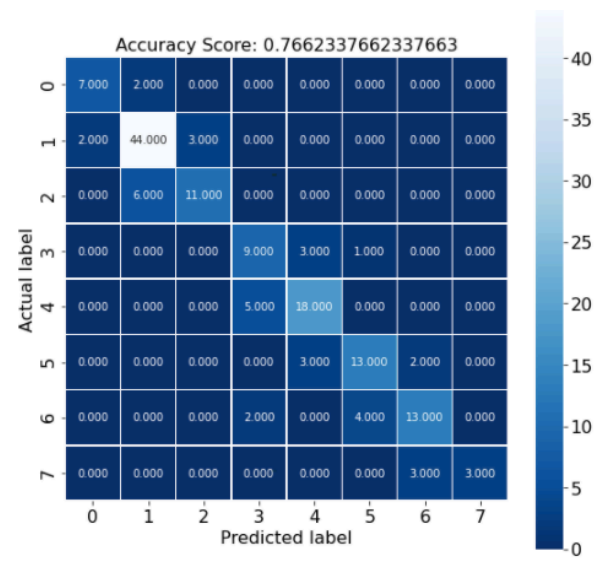 Accuracy Score: 0.7662337662337663
0 7.000 2.000 0.000 0.000 0.000 0.000 0.000 0.000
1 2.000 44.000 3.000 0.000 0.000 0.000 0.000 0.000
2 0.000 6.000 11.000 0.000 0.000 0.000 0.000 0.000
3 0.000 0.000 0.000 9.000 3.000 1.000 0.000 0.000
4 0.000 0.000 0.000 5.000 18.000 0.000 0.000 0.000
5 0.000 0.000 0.000 0.000 3.000 13.000 2.000 0.000
6 0.000 0.000 0.000 2.000 0.000 4.000 13.000 0.000
7 0.000 0.000 0.000 0.000 0.000 0.000 3.000 3.000
0 1 2 3 4 5 6 7
Predicted label
Actual label
40
35
30
25
20
15
10
5
0